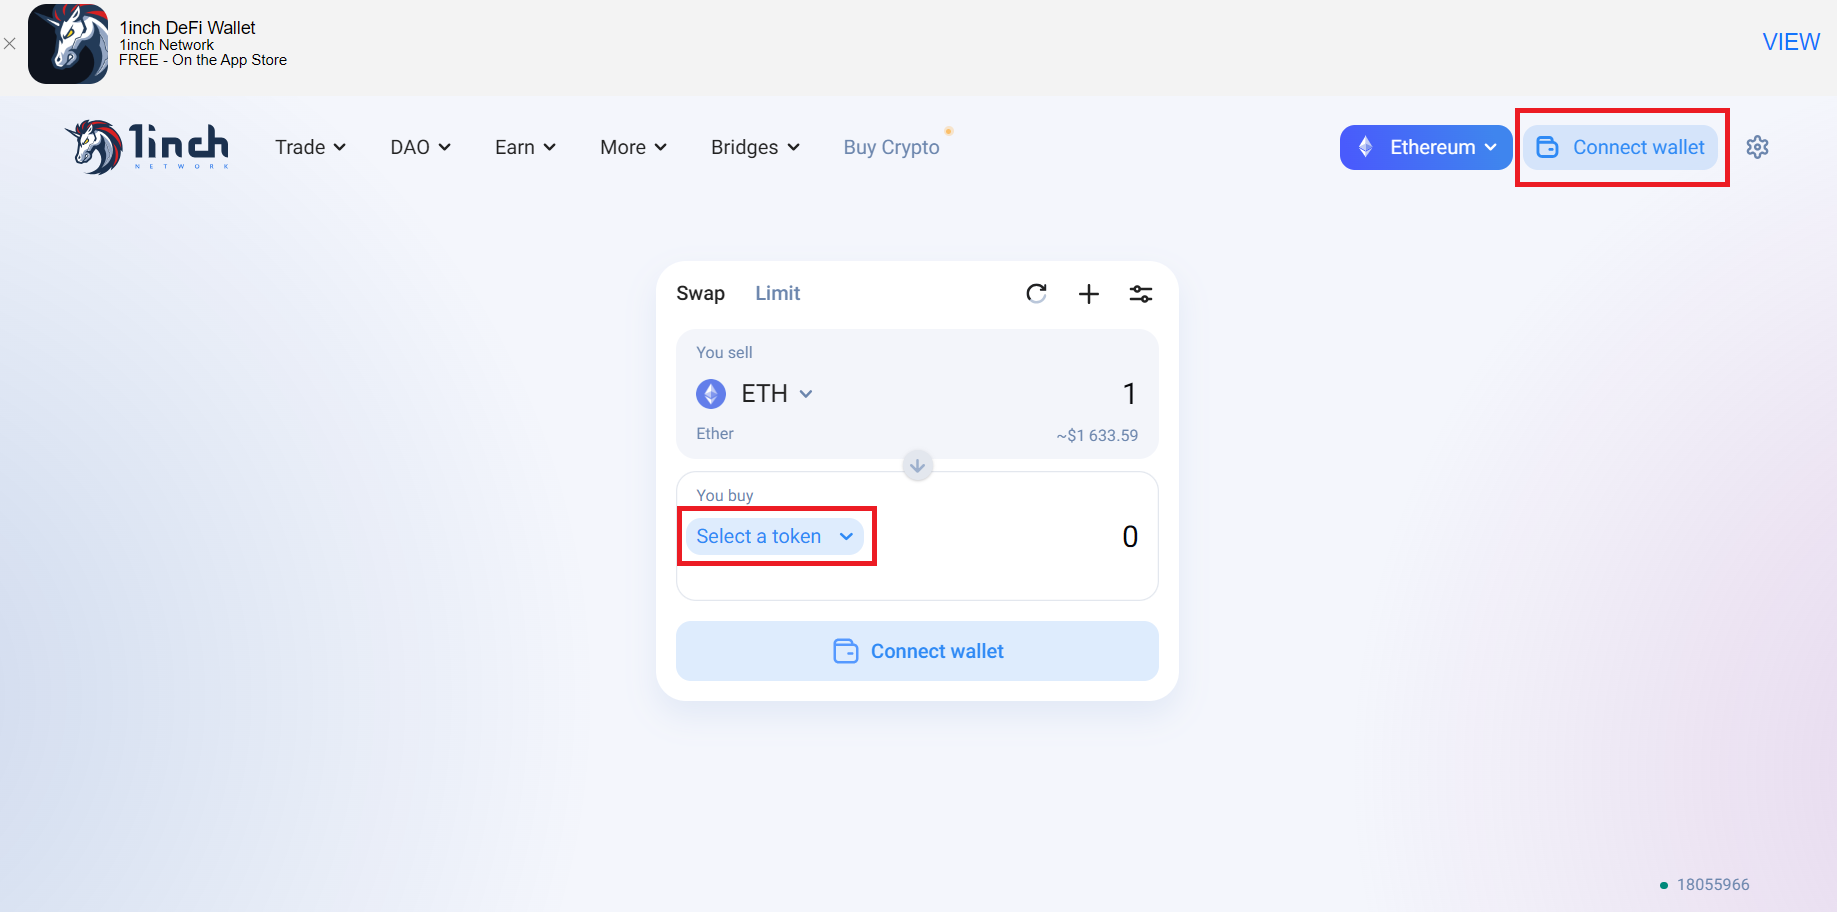 1inch DeFi Wallet
1inch Network
FREE - On the App Store
VIEW
1inch
NETWORK
Trade
DAO
Earn
More
Bridges
Buy Crypto
Ethereum
Connect wallet
Swap
Limit
You sell
ETH
1
Ether
~$1 633.59
You buy
Select a token
0
Connect wallet
18055966